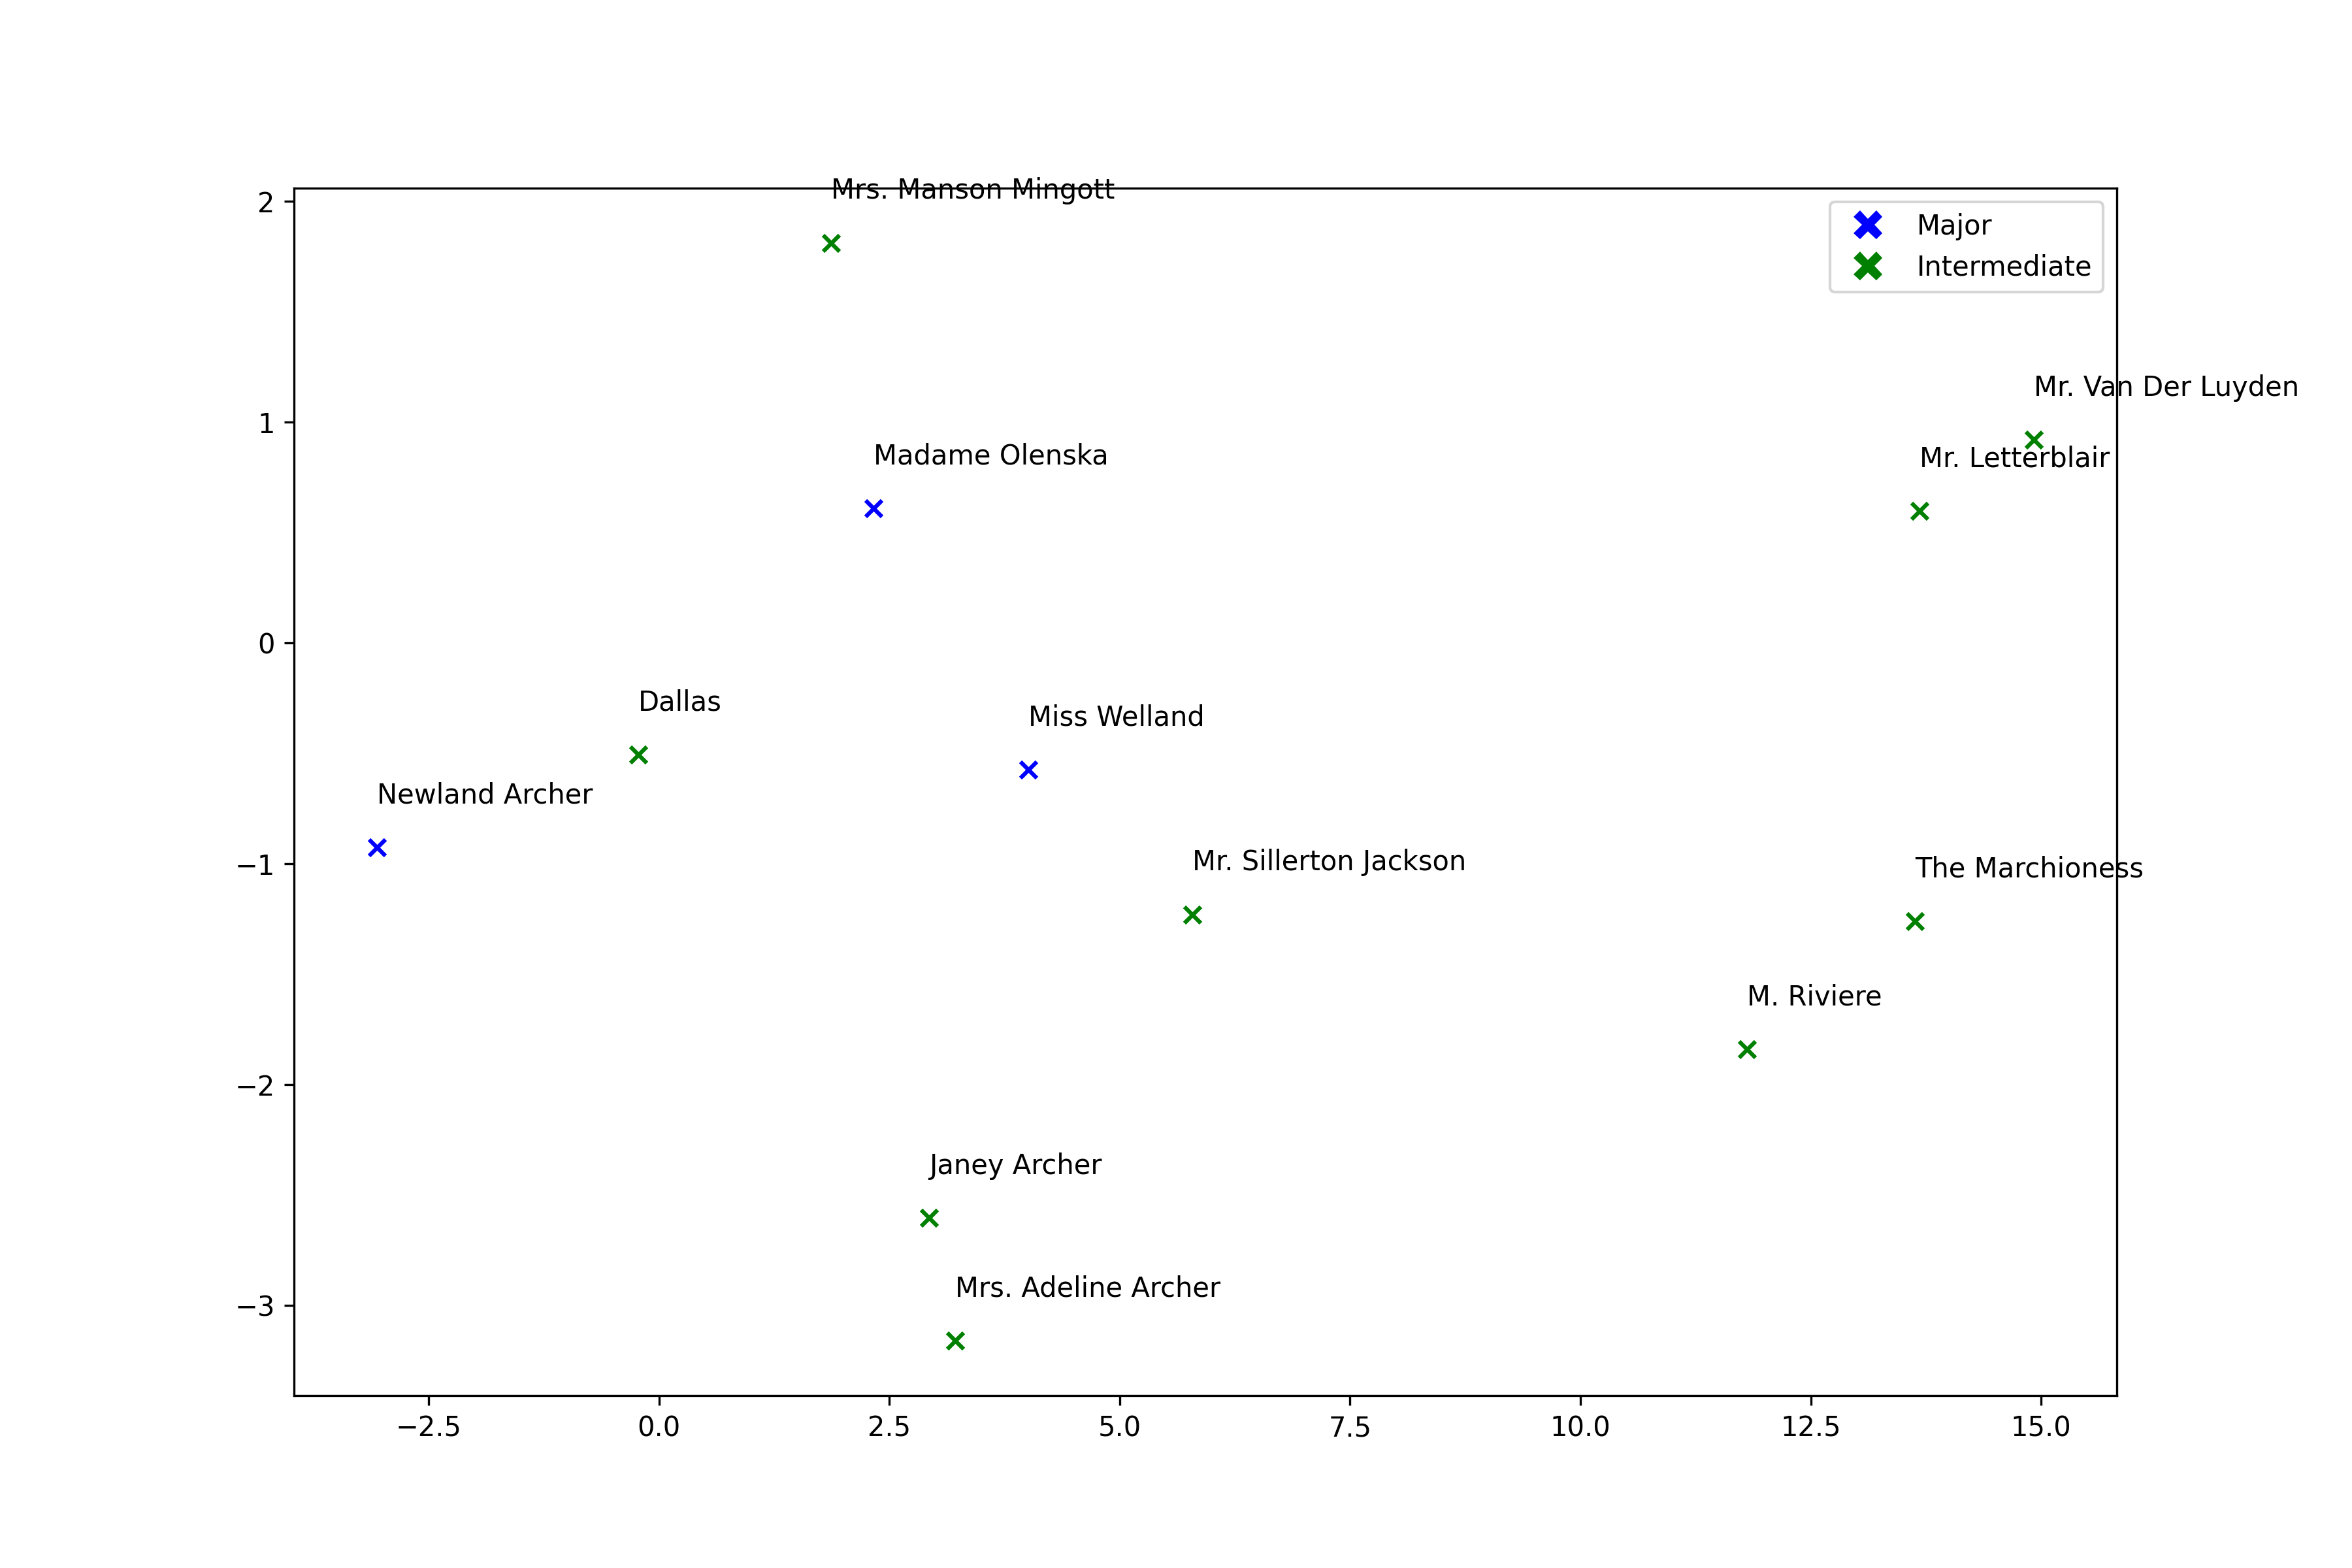 Mrs. Manson Mingott
2
Major
Intermediate
Mr. Van Der Luyden
1
Madame Olenska
Mr. Letterblair
0
Dallas
Miss Welland
Newland Archer
Mr. Sillerton Jackson
−1
The Marchioness
M. Riviere
−2
Janey Archer
Mrs. Adeline Archer
−3
−2.5 0.0 2.5 5.0 7.5 10.0 12.5 15.0